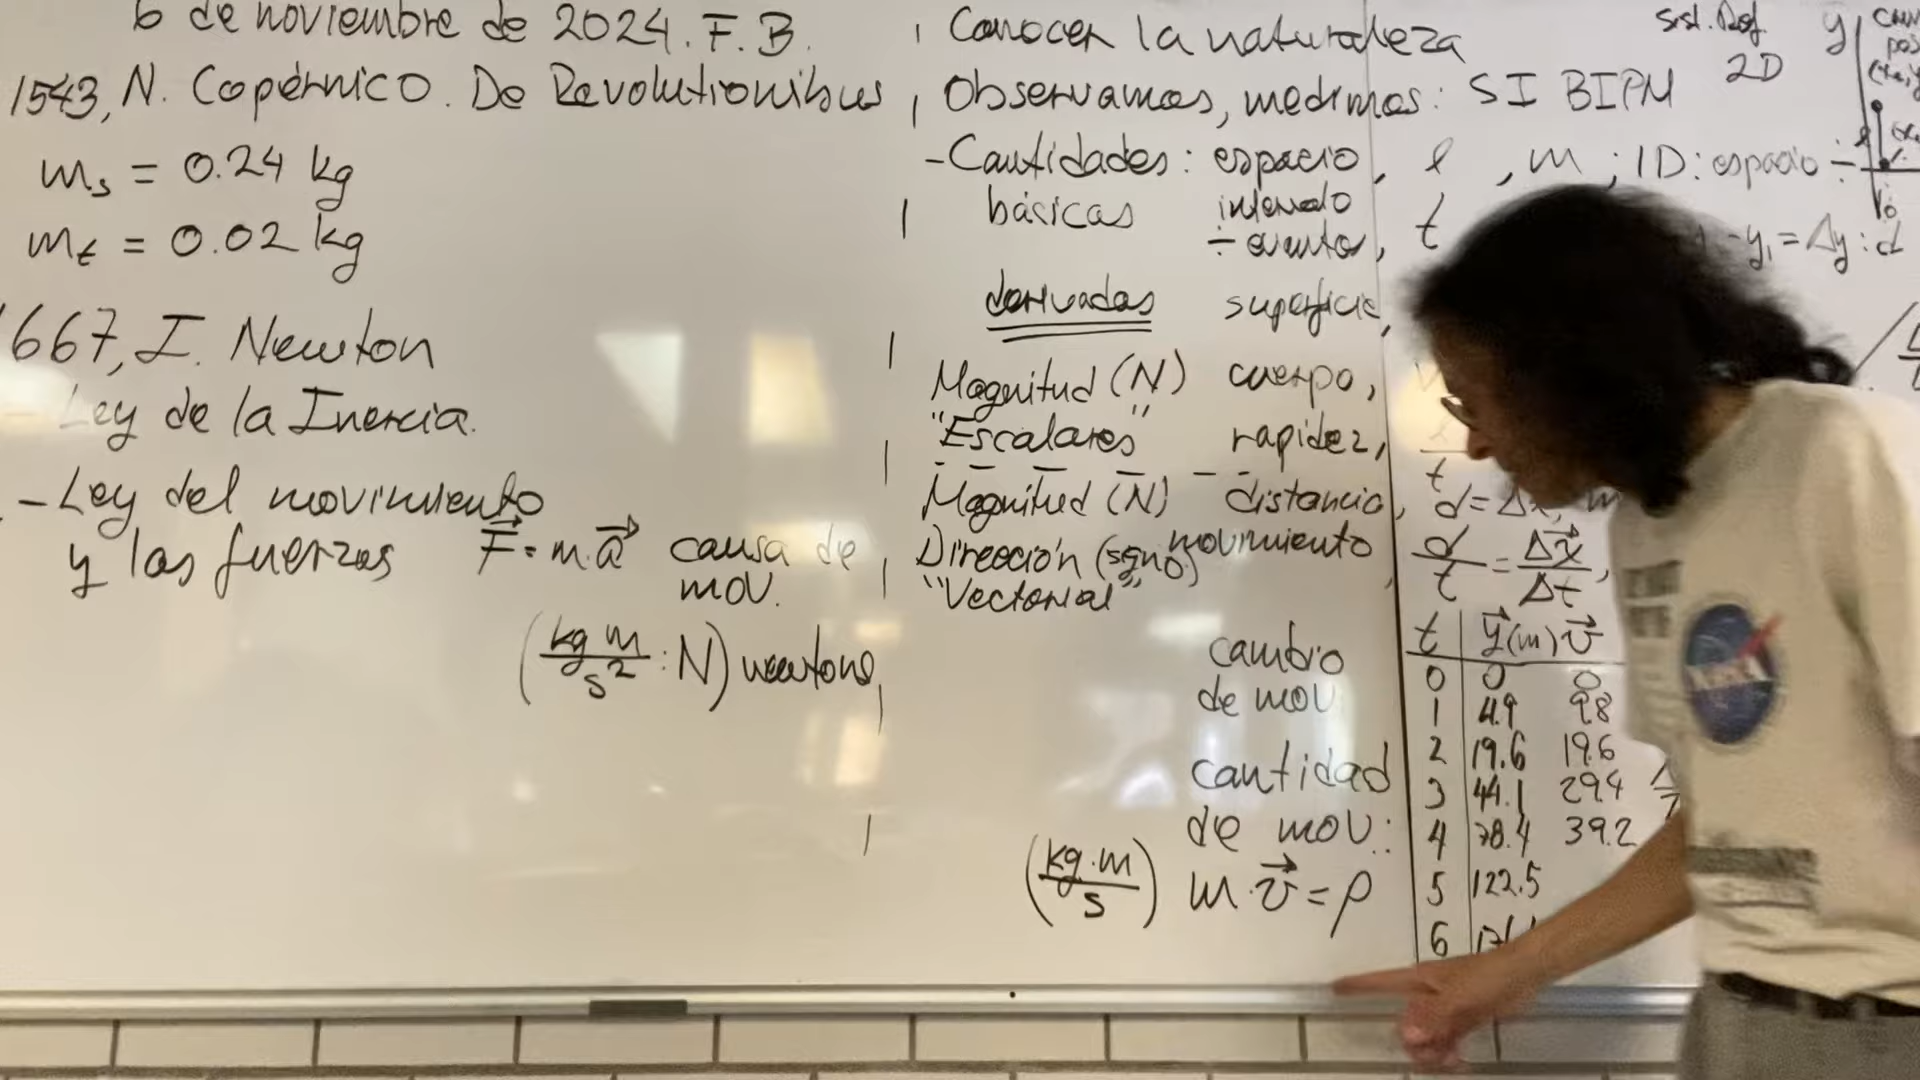 6 de noviembre de 2024. F. B.
1543, N. Copérnico. De Revolutionibus
ms = 0.24 kg
mt = 0.02 kg
1667, I. Newton
- Ley de la Inercia.
- Ley del movimiento
y las fuerzas F⃗ = m.a⃗ causa de
mov.
(kg m / s² : N) newtons
Conocer la naturaleza
Observamos, medimos: SI BIPM
- Cantidades: espacio, l, m; 1D: espacio ÷
básicas intervalo
÷ eventos, t
derivadas superficie,
Magnitud (N) cuerpo,
"Escalares" rapidez,
t
Magnitud (N) distancia, d = Δx, m
Dirección (signo) movimiento
"Vectorial"
d/t = Δx⃗/Δt,
cambio
de mov
cantidad
de mov:
(kg.m / s) m.v⃗ = p
t y⃗(m) v⃗
0 0 0
1 4.9 9.8
2 19.6 19.6
3 44.1 29.4
4 78.4 39.2
5 122.5
6
Sist. Ref.
2D
y
- y₁ = Δy : d
NASA